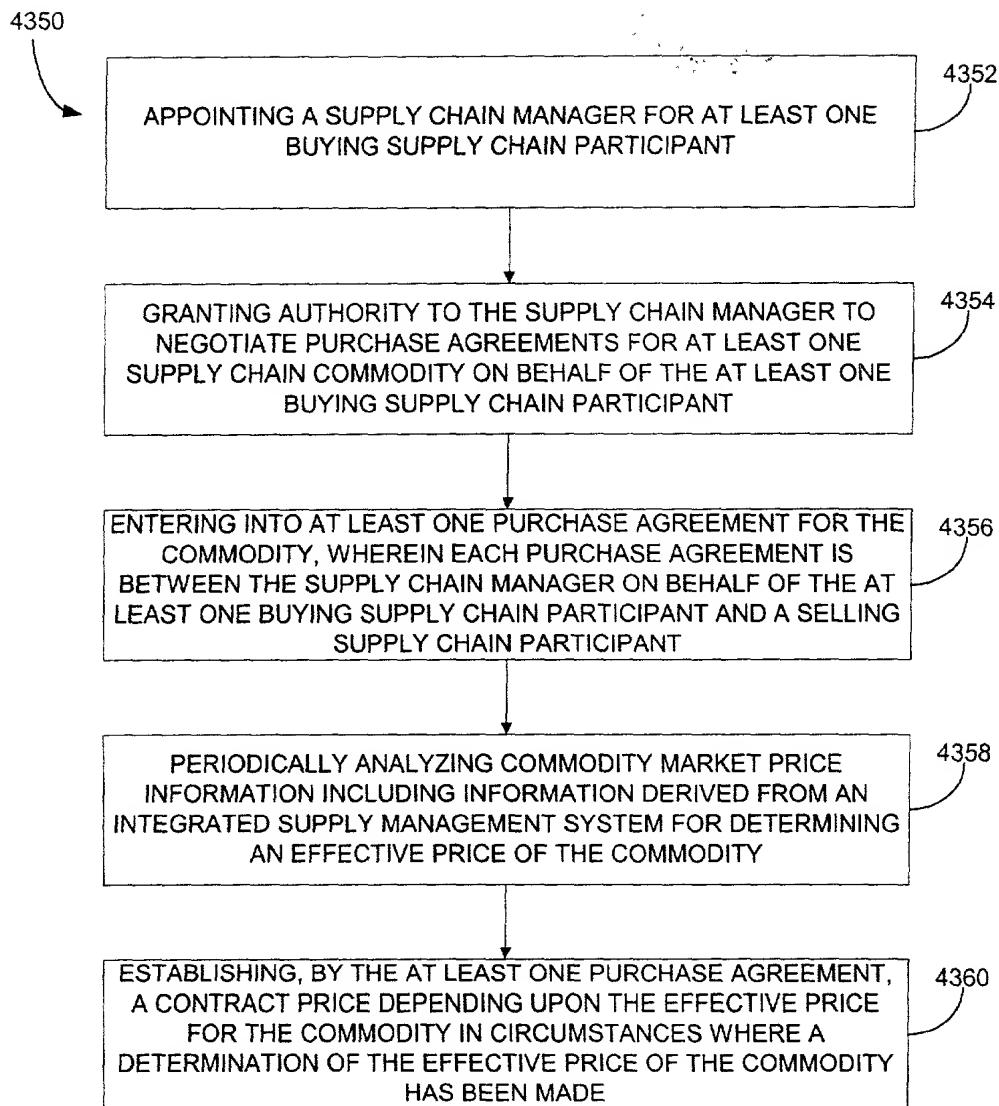 4350
4352
APPOINTING A SUPPLY CHAIN MANAGER FOR AT LEAST ONE
BUYING SUPPLY CHAIN PARTICIPANT
4354
GRANTING AUTHORITY TO THE SUPPLY CHAIN MANAGER TO
NEGOTIATE PURCHASE AGREEMENTS FOR AT LEAST ONE
SUPPLY CHAIN COMMODITY ON BEHALF OF THE AT LEAST ONE
BUYING SUPPLY CHAIN PARTICIPANT
4356
ENTERING INTO AT LEAST ONE PURCHASE AGREEMENT FOR THE
COMMODITY, WHEREIN EACH PURCHASE AGREEMENT IS
BETWEEN THE SUPPLY CHAIN MANAGER ON BEHALF OF THE AT
LEAST ONE BUYING SUPPLY CHAIN PARTICIPANT AND A SELLING
SUPPLY CHAIN PARTICIPANT
4358
PERIODICALLY ANALYZING COMMODITY MARKET PRICE
INFORMATION INCLUDING INFORMATION DERIVED FROM AN
INTEGRATED SUPPLY MANAGEMENT SYSTEM FOR DETERMINING
AN EFFECTIVE PRICE OF THE COMMODITY
4360
ESTABLISHING, BY THE AT LEAST ONE PURCHASE AGREEMENT,
A CONTRACT PRICE DEPENDING UPON THE EFFECTIVE PRICE
FOR THE COMMODITY IN CIRCUMSTANCES WHERE A
DETERMINATION OF THE EFFECTIVE PRICE OF THE COMMODITY
HAS BEEN MADE